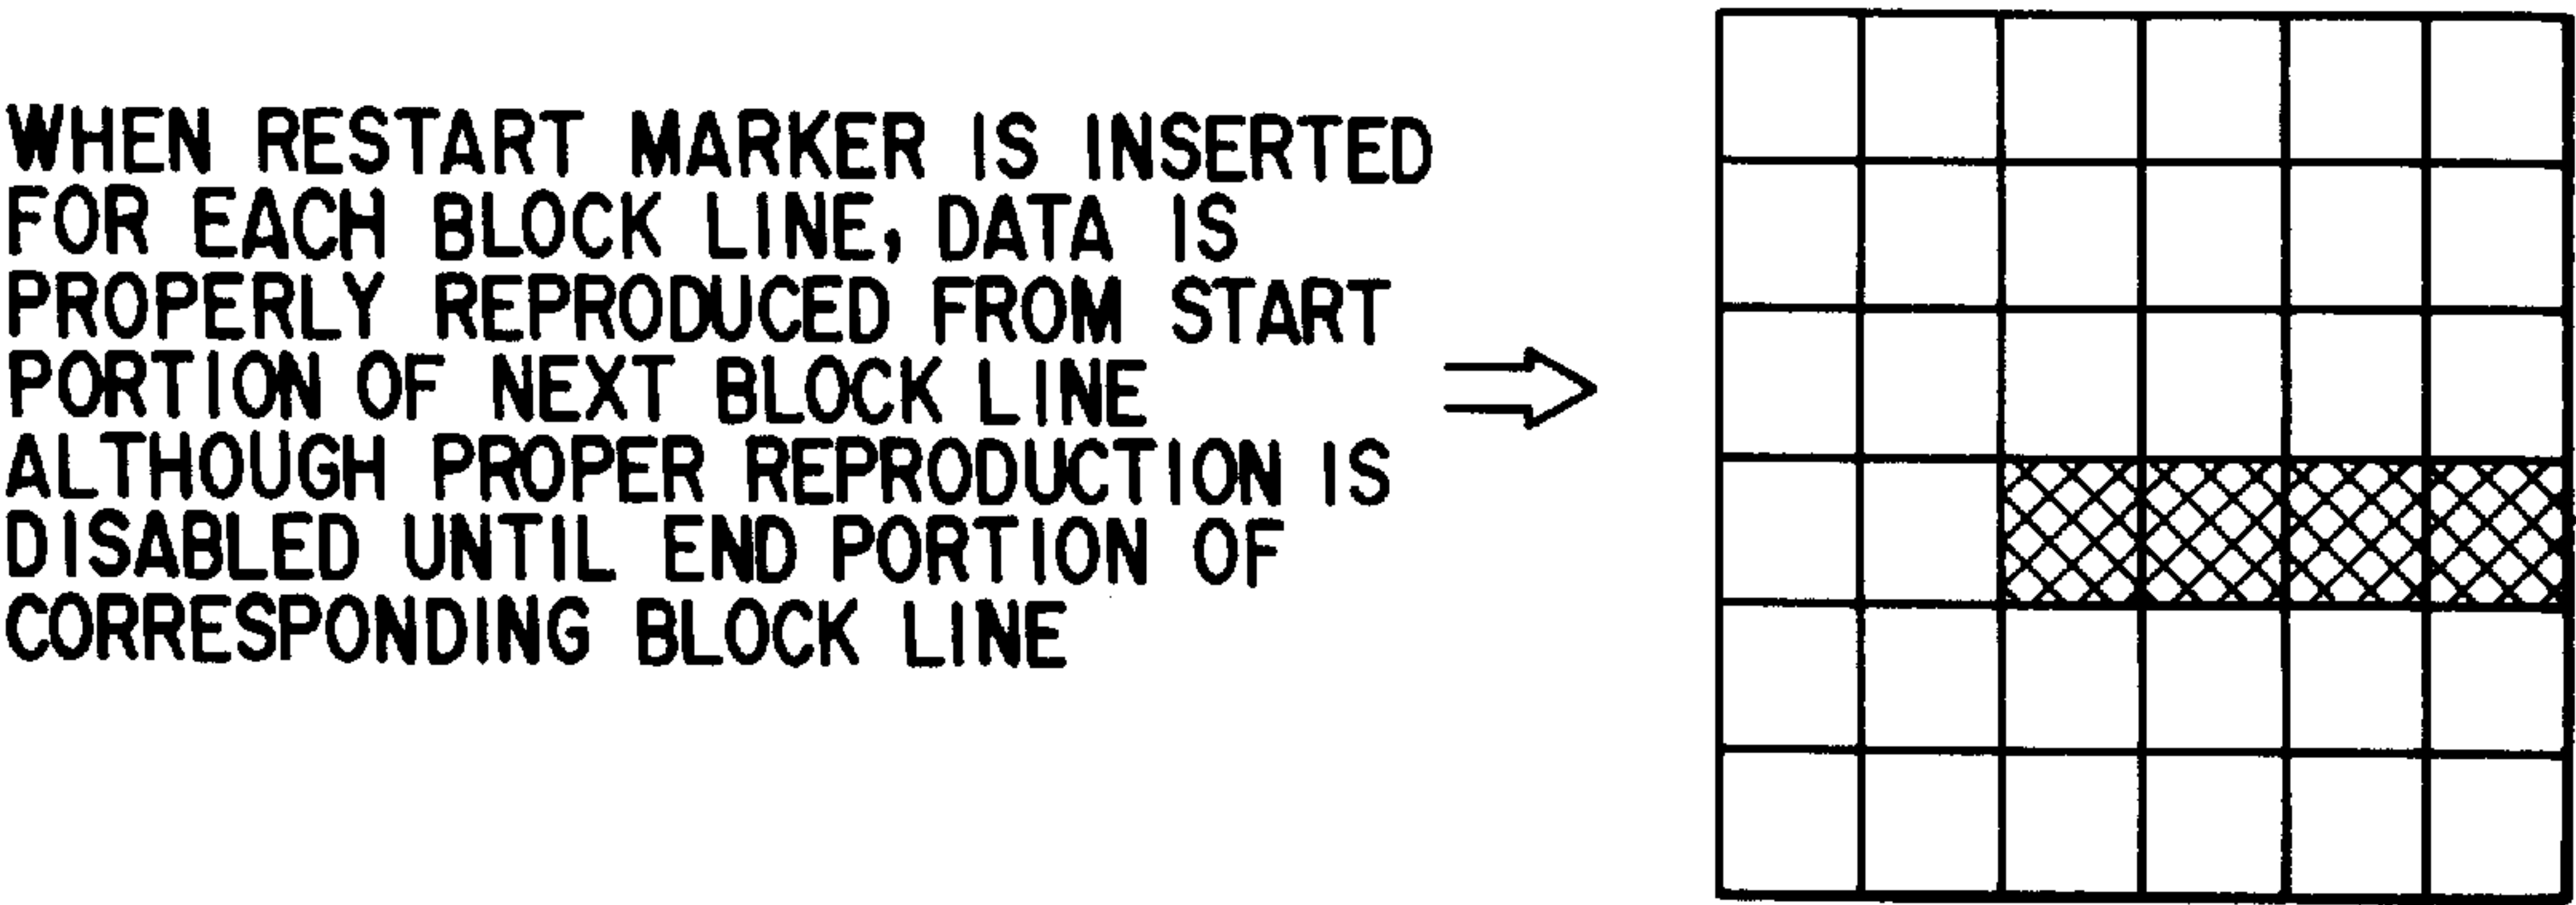 WHEN RESTART MARKER IS INSERTED
FOR EACH BLOCK LINE, DATA IS
PROPERLY REPRODUCED FROM START
PORTION OF NEXT BLOCK LINE
ALTHOUGH PROPER REPRODUCTION IS
DISABLED UNTIL END PORTION OF
CORRESPONDING BLOCK LINE